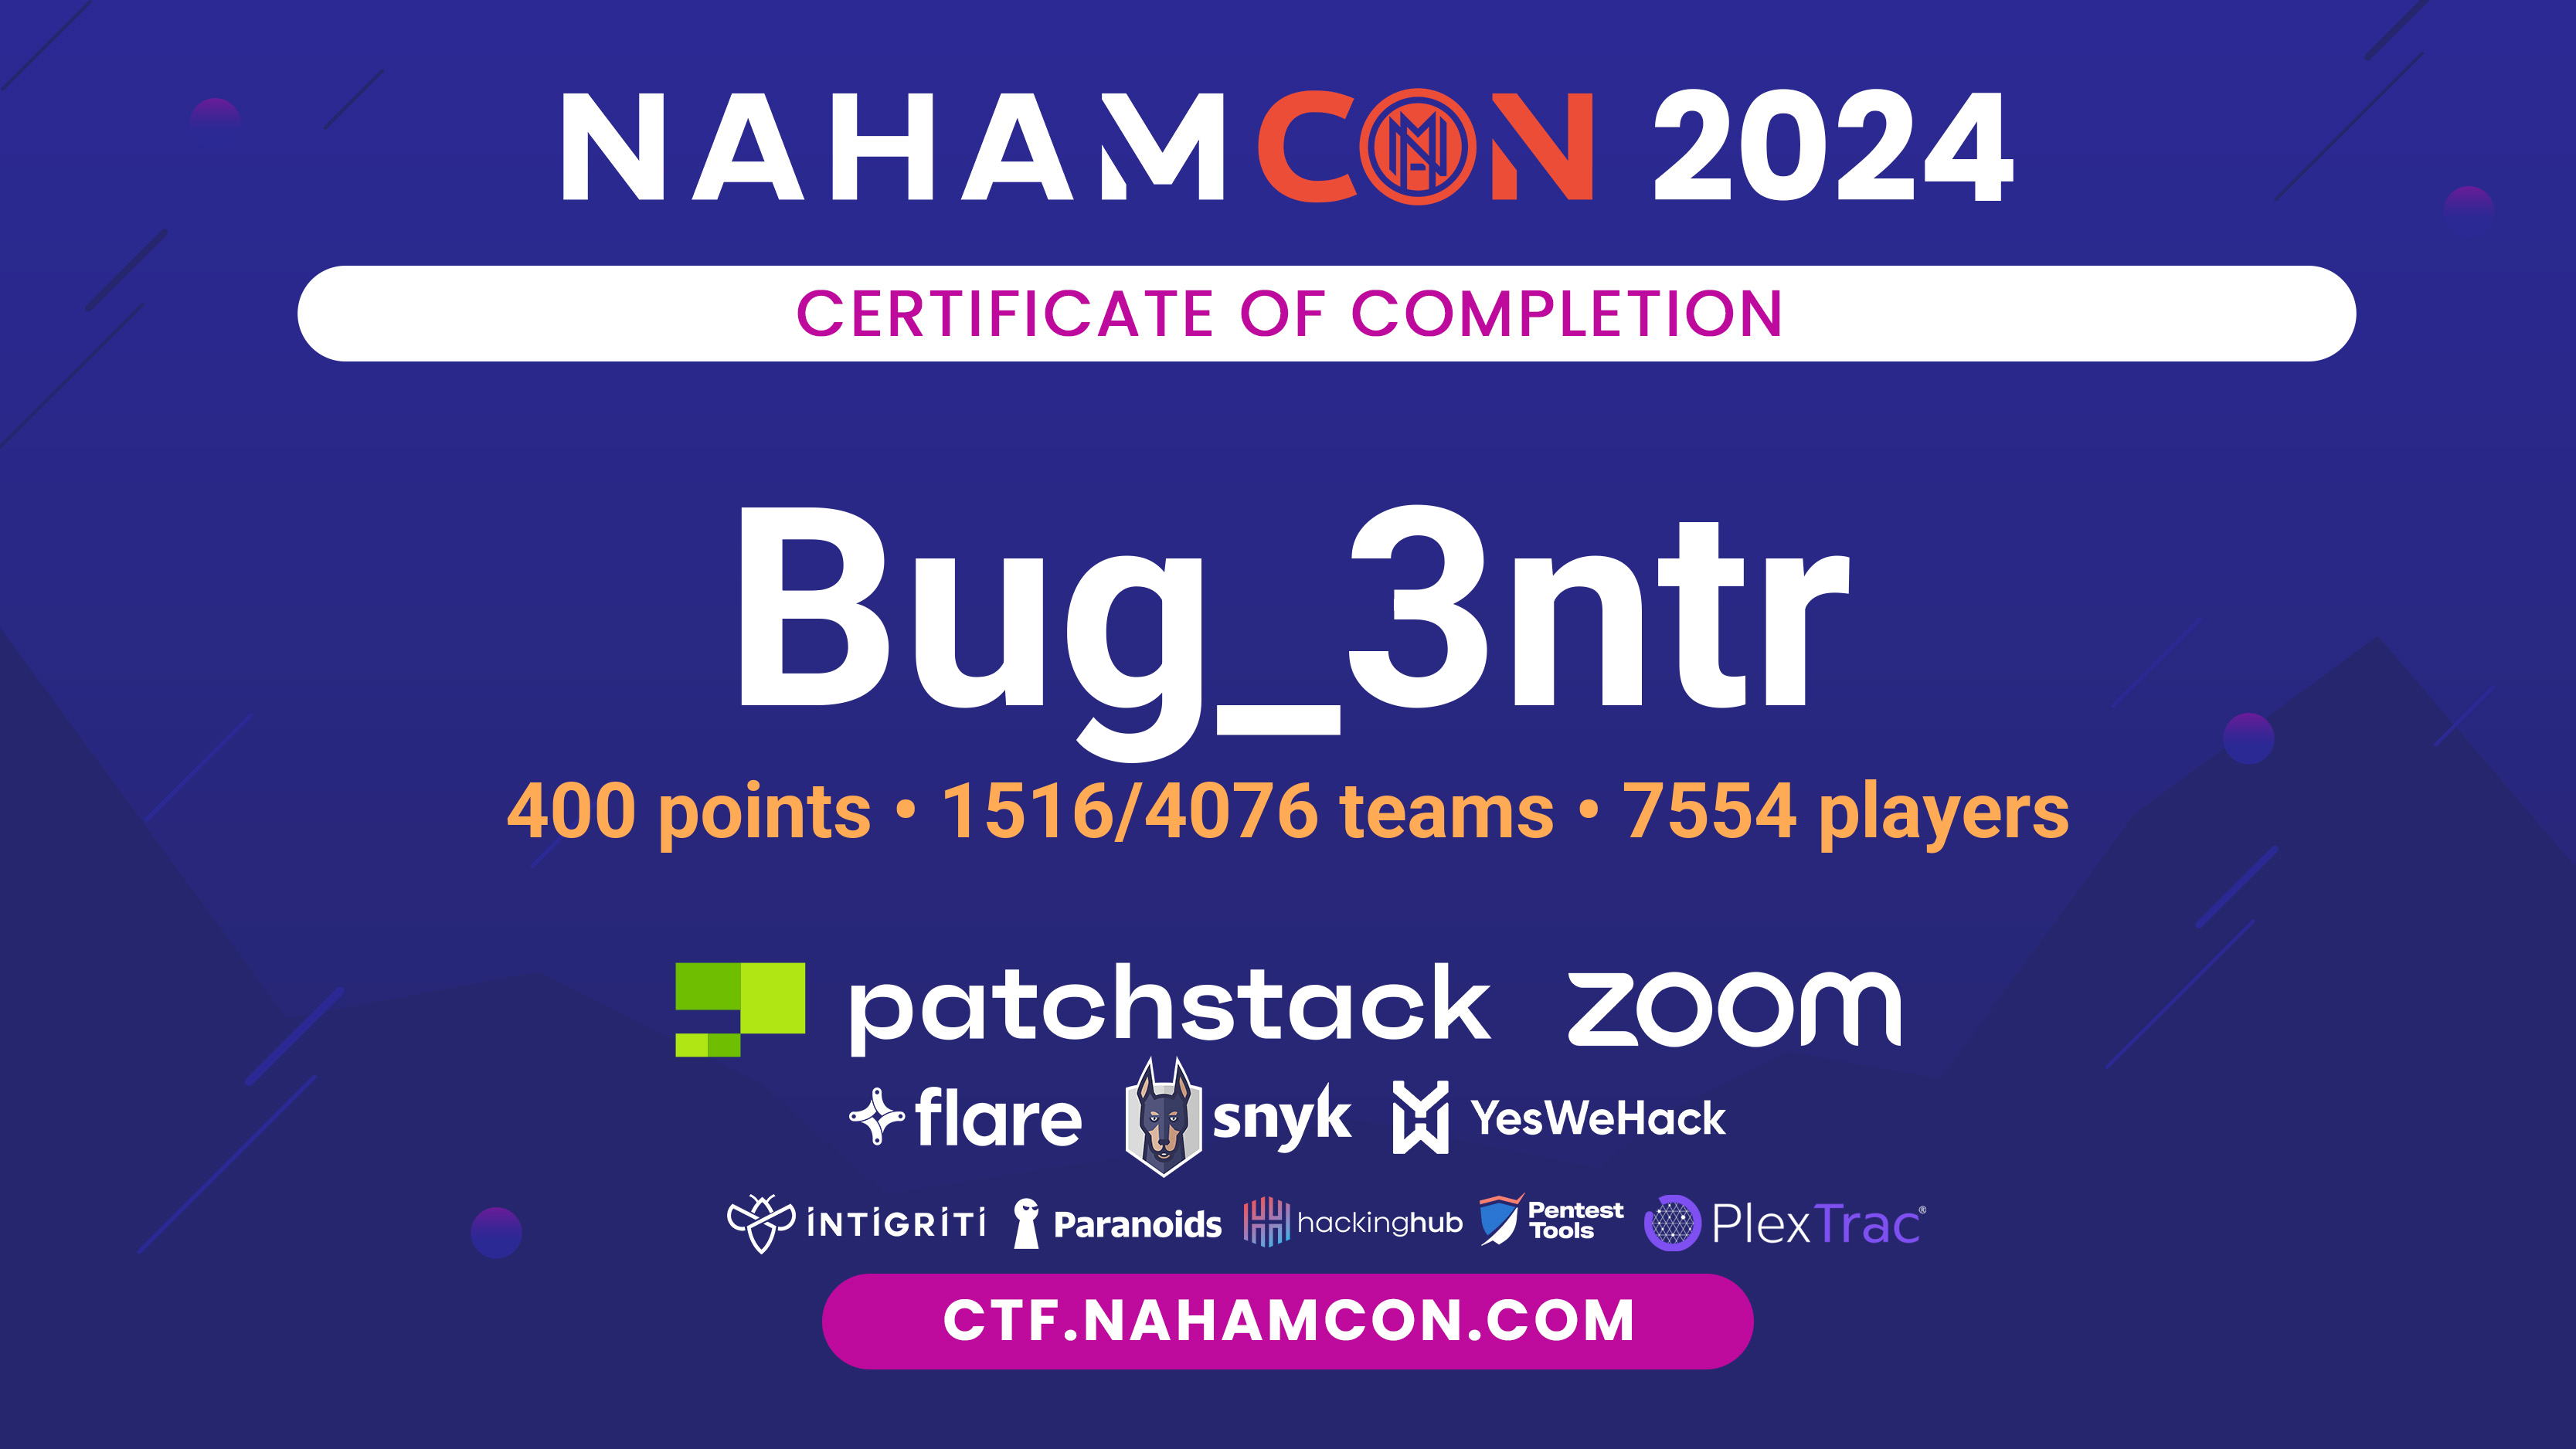 NAHAMCON 2024
CERTIFICATE OF COMPLETION
Bug_3ntr
400 points • 1516/4076 teams • 7554 players
patchstack zoom
flare snyk YesWeHack
INTIGRITI Paranoids hackinghub Pentest Tools PlexTrac®
CTF.NAHAMCON.COM